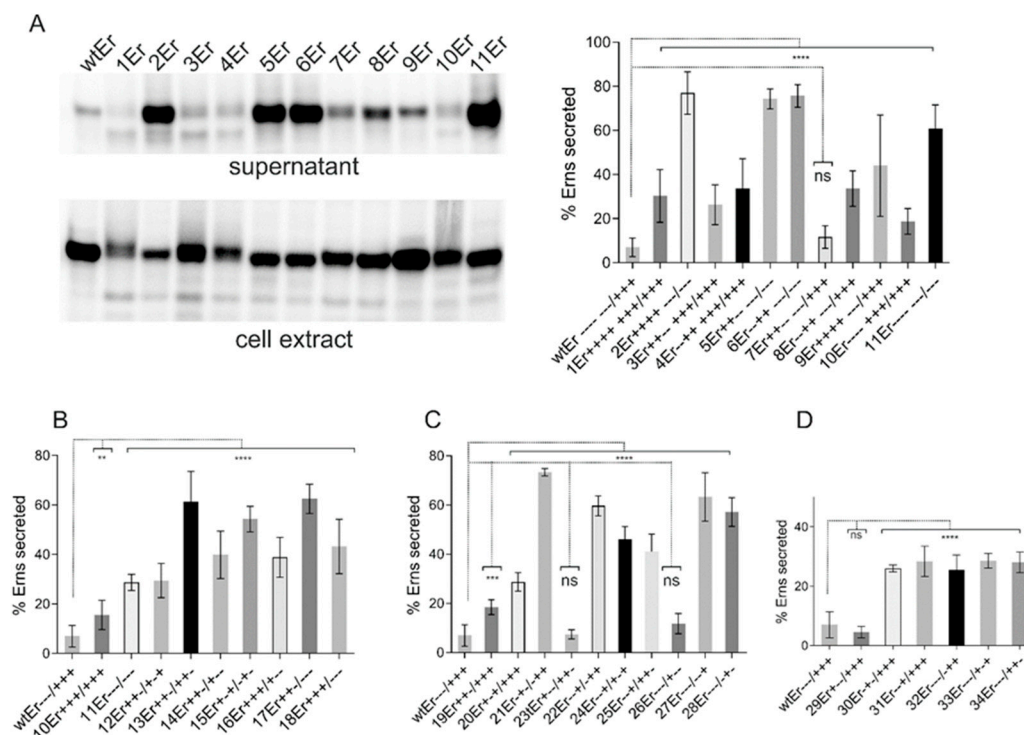 A
wtEr 1Er 2Er 3Er 4Er 5Er 6Er 7Er 8Er 9Er 10Er 11Er
supernatant
cell extract
% Erns secreted
100
80
60
40
20
0
****
ns
wtEr ---- ---/+++
1Er++++ +++/+++
2Er++++ ---/---
3Er++-- +++/+++
4Er--++ +++/+++
5Er++-- ---/---
6Er--++ ---/---
7Er++-- ---/+++
8Er--++ ---/+++
9Er++++ ---/+++
10Er---- +++/+++
11Er---- ---/---
B
% Erns secreted
80
60
40
20
0
**
****
wtEr---/+++
10Er+++/+++
11Er---/---
12Er
13Er
14Er
15Er
16Er+++/
17Er
18Er+++/---
C
% Erns secreted
80
60
40
20
0
***
ns
****
ns
wtEr---/+++
19Er
20Er
21Er
23Er
22Er
24Er
25Er
26Er
27Er
28Er
D
% Erns secreted
40
20
0
ns
****
wtEr---/+++
29Er
30Er
31Er
32Er
33Er
34Er